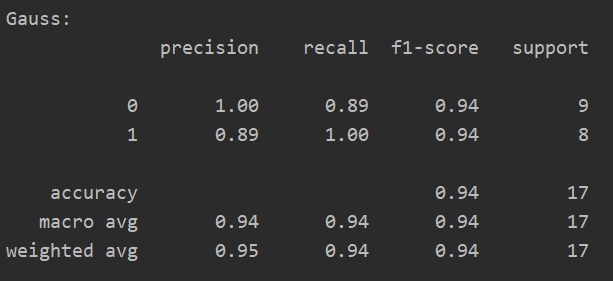 Gauss:
precision recall f1-score support
0 1.00 0.89 0.94 9
1 0.89 1.00 0.94 8
accuracy 0.94 17
macro avg 0.94 0.94 0.94 17
weighted avg 0.95 0.94 0.94 17